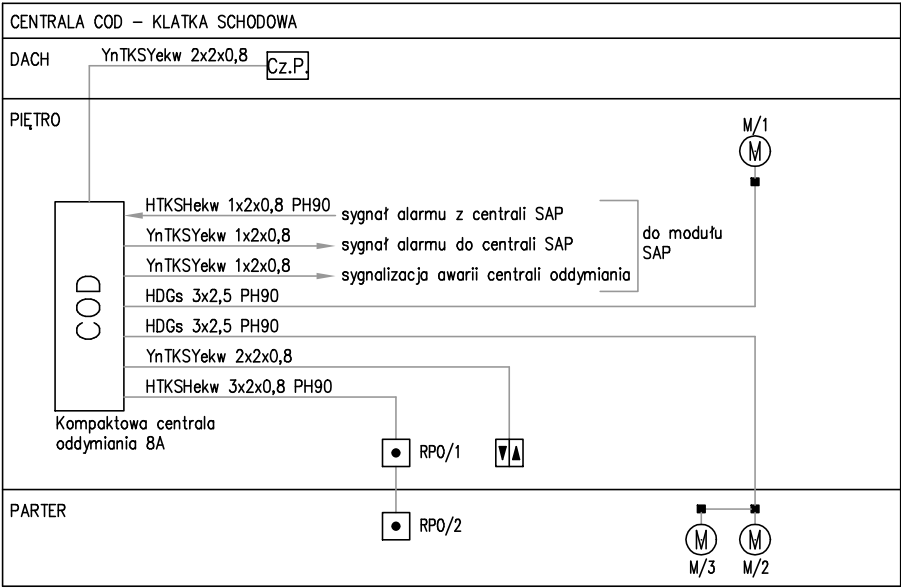 CENTRALA COD – KLATKA SCHODOWA
DACH
YnTKSYekw 2x2x0,8
Cz.P.
PIĘTRO
M/1
M
HTKSHekw 1x2x0,8 PH90
sygnał alarmu z centrali SAP
YnTKSYekw 1x2x0,8
sygnał alarmu do centrali SAP
do modułu
SAP
YnTKSYekw 1x2x0,8
sygnalizacja awarii centrali oddymiania
HDGs 3x2,5 PH90
COD
HDGs 3x2,5 PH90
YnTKSYekw 2x2x0,8
HTKSHekw 3x2x0,8 PH90
Kompaktowa centrala
oddymiania 8A
RPO/1
PARTER
RPO/2
M
M
M/3
M/2